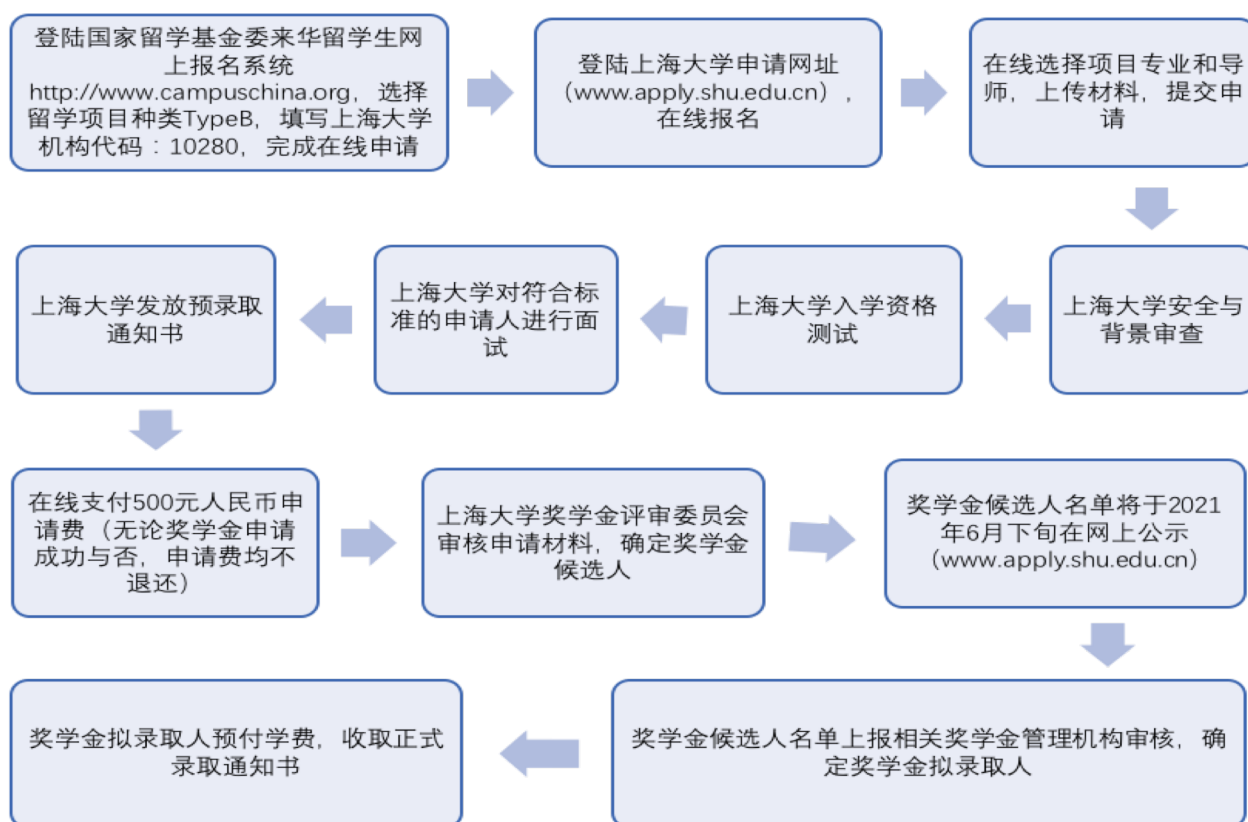 登陆国家留学基金委来华留学生网
上报名系统
http://www.campuschina.org，选择
留学项目种类TypeB，填写上海大学
机构代码：10280，完成在线申请
登陆上海大学申请网址
（www.apply.shu.edu.cn），
在线报名
在线选择项目专业和导
师，上传材料，提交申
请
上海大学安全与
背景审查
上海大学入学资格
测试
上海大学对符合标
准的申请人进行面
试
上海大学发放预录取
通知书
在线支付500元人民币申
请费（无论奖学金申请
成功与否，申请费均不
退还）
上海大学奖学金评审委员会
审核申请材料，确定奖学金
候选人
奖学金候选人名单将于2021
年6月下旬在网上公示
（www.apply.shu.edu.cn）
奖学金候选人名单上报相关奖学金管理机构审核，确
定奖学金拟录取人
奖学金拟录取人预付学费，收取正式
录取通知书